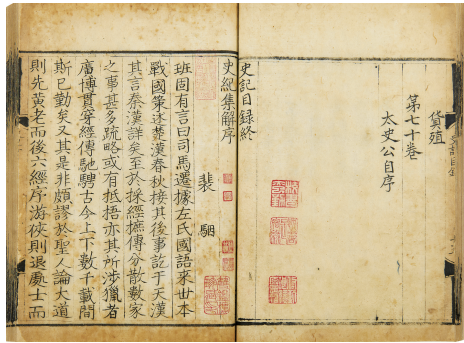 貨殖
第七十卷
太史公自序
史記目錄終
史紀集解序
裴駰
班固有言曰司馬遷據左氏國語采世本
戰國策述楚漢春秋接其後事訖于天漢
其言秦漢詳矣至於採經摭傳分散數家
之事甚多疏略或有抵捂亦其所涉獵者
廣博貫穿經傳馳騁古今上下數千載間
斯已勤矣又其是非頗謬於聖人論大道
則先黃老而後六經序游俠則退處士而